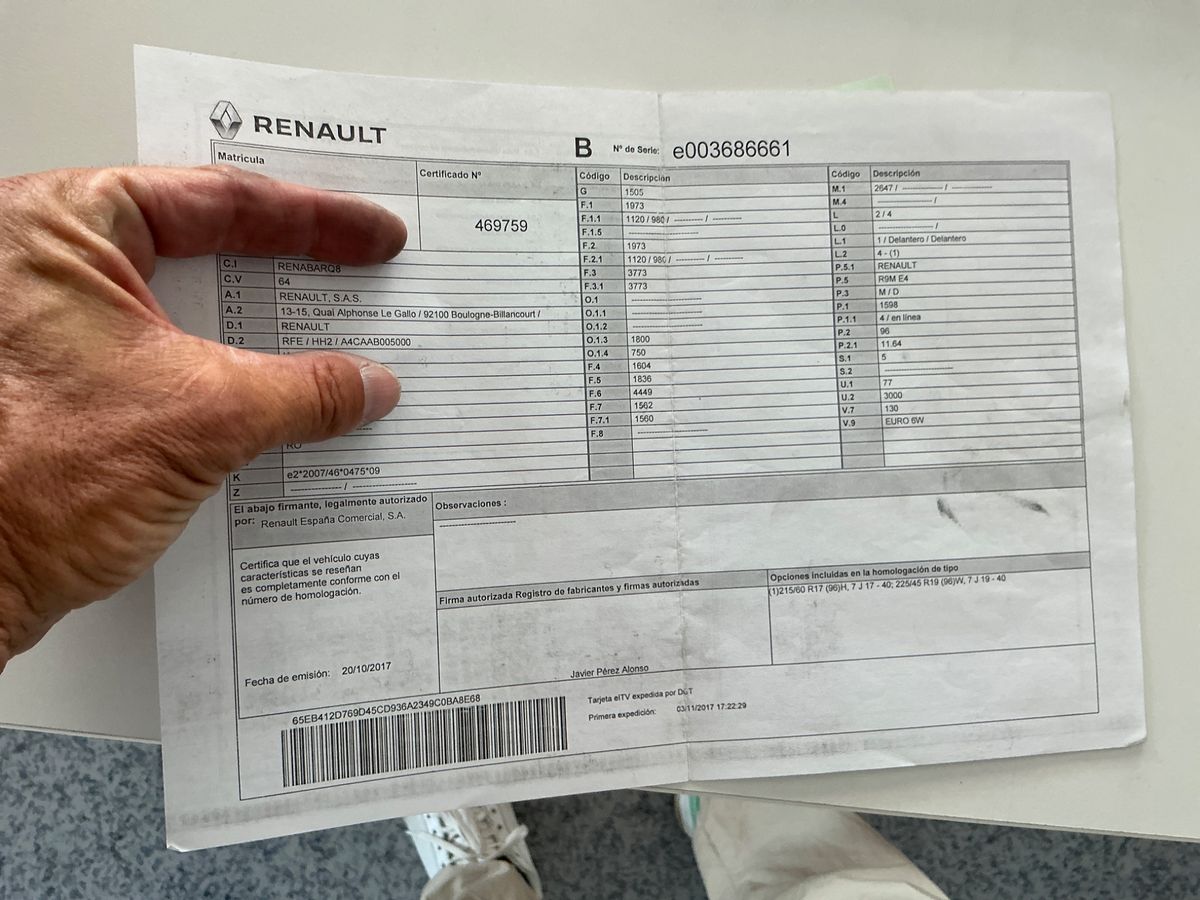 RENAULT
B Nº de Serie: e003686661
Matricula
Certificado Nº
469759
C.I RENABARQ8
C.V 64
A.1 RENAULT, S.A.S.
A.2 13-15, Quai Alphonse Le Gallo / 92100 Boulogne-Billancourt /
D.1 RENAULT
D.2 RFE / HH2 / A4CAAB005000
RO
K e2*2007/46*0475*09
Z --------------- / -------------------
Código Descripción
G 1505
F.1 1973
F.1.1 1120 / 980 / ---------- / ----------
F.1.5 ------------------------
F.2 1973
F.2.1 1120 / 980 / ---------- / ----------
F.3 3773
F.3.1 3773
O.1 ------------------------
O.1.1 ------------------------
O.1.2 ------------------------
O.1.3 1800
O.1.4 750
F.4 1604
F.5 1836
F.6 4449
F.7 1562
F.7.1 1560
F.8 ------------------------
Código Descripción
M.1 2647 / -------------- / --------------
M.4 ------------------- /
L 2 / 4
L.0 ------------------- /
L.1 1 / Delantero / Delantero
L.2 4 - (1)
P.5.1 RENAULT
P.5 R9M E4
P.3 M / D
P.1 1598
P.1.1 4 / en línea
P.2 96
P.2.1 11.64
S.1 5
S.2 ------------------------
U.1 77
U.2 3000
V.7 130
V.9 EURO 6W
El abajo firmante, legalmente autorizado
por: Renault España Comercial, S.A.
Certifica que el vehículo cuyas
características se reseñan
es completamente conforme con el
número de homologación.
Fecha de emisión: 20/10/2017
Observaciones :
--------------------------
Firma autorizada Registro de fabricantes y firmas autorizadas
Javier Pérez Alonso
Opciones incluidas en la homologación de tipo
(1)215/60 R17 (96)H, 7 J 17 - 40; 225/45 R19 (96)W, 7 J 19 - 40
65EB412D769D45CD936A2349C0BA8E68
Tarjeta eITV expedida por DGT
Primera expedición: 03/11/2017 17:22:29